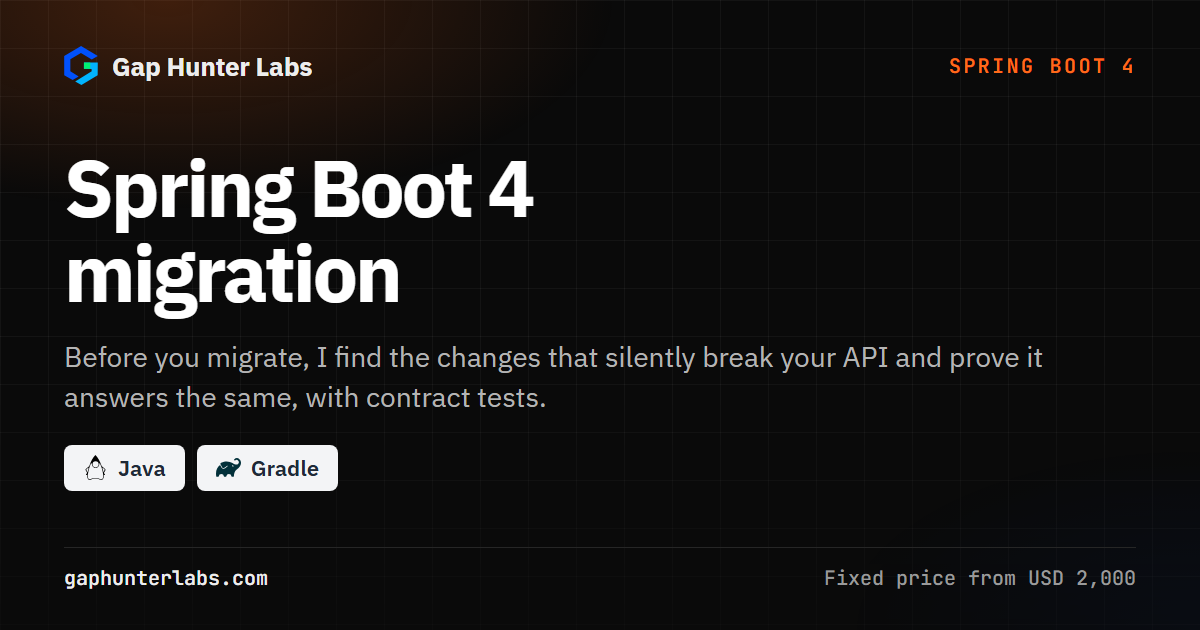 Gap Hunter Labs
SPRING BOOT 4
Spring Boot 4
migration
Before you migrate, I find the changes that silently break your API and prove it
answers the same, with contract tests.
Java
Gradle
gaphunterlabs.com
Fixed price from USD 2,000